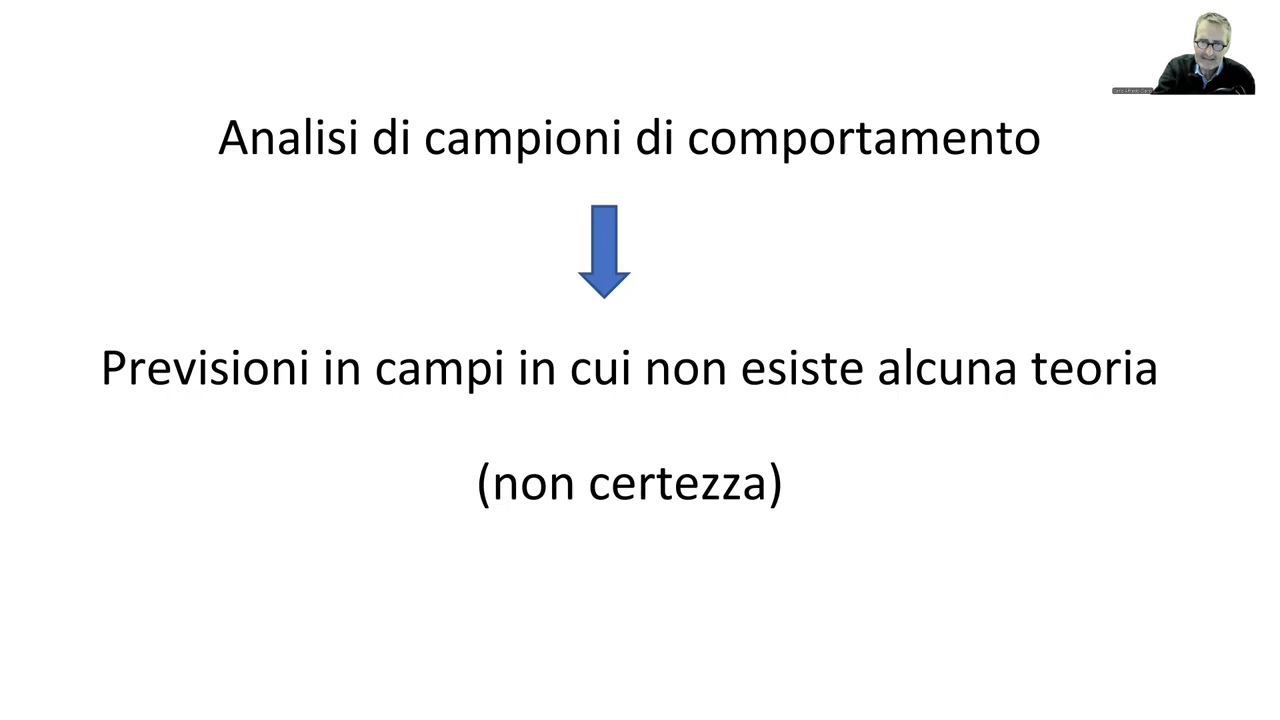 Analisi di campioni di comportamento
Previsioni in campi in cui non esiste alcuna teoria
(non certezza)